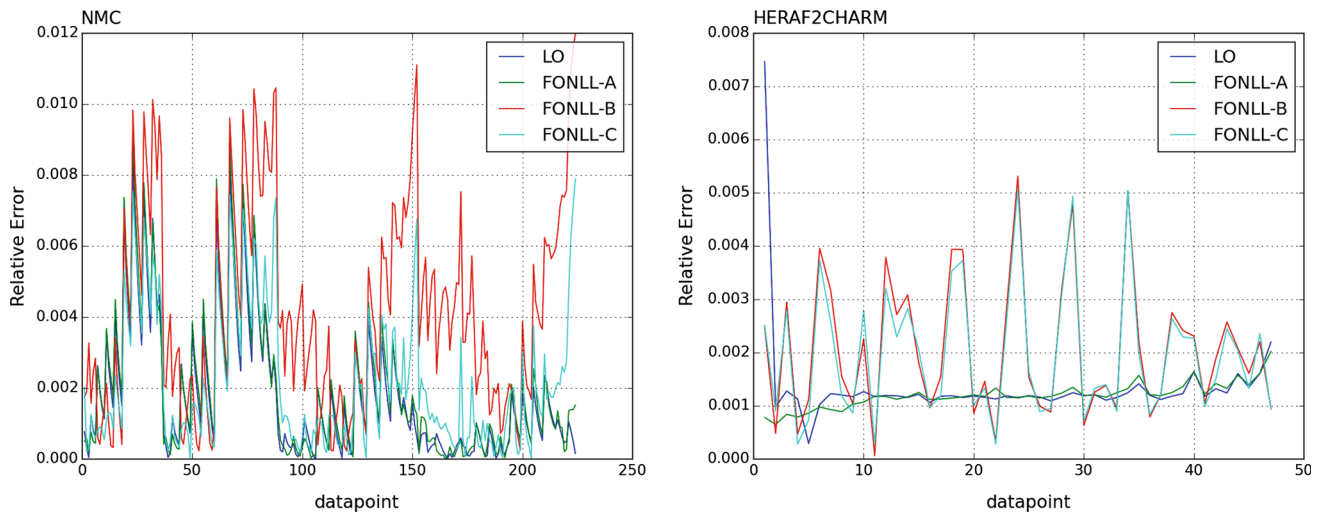 NMC
0.012
0.010
0.008
0.006
0.004
0.002
0.000
0
50
100
150
200
250
Relative Error
datapoint
LO
FONLL-A
FONLL-B
FONLL-C
HERAF2CHARM
0.008
0.007
0.006
0.005
0.004
0.003
0.002
0.001
0.000
0
10
20
30
40
50
Relative Error
datapoint
LO
FONLL-A
FONLL-B
FONLL-C